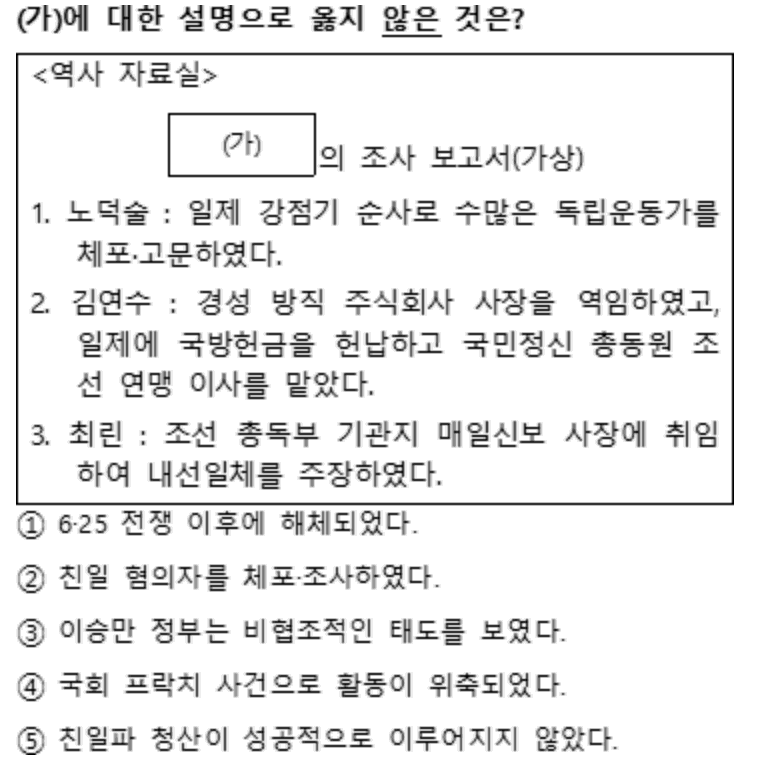 (가)에 대한 설명으로 옳지 않은 것은?
<역사 자료실>
(가) 의 조사 보고서(가상)
1. 노덕술 : 일제 강점기 순사로 수많은 독립운동가를
체포·고문하였다.
2. 김연수 : 경성 방직 주식회사 사장을 역임하였고,
일제에 국방헌금을 헌납하고 국민정신 총동원 조
선 연맹 이사를 맡았다.
3. 최린 : 조선 총독부 기관지 매일신보 사장에 취임
하여 내선일체를 주장하였다.
① 6·25 전쟁 이후에 해체되었다.
② 친일 혐의자를 체포·조사하였다.
③ 이승만 정부는 비협조적인 태도를 보였다.
④ 국회 프락치 사건으로 활동이 위축되었다.
⑤ 친일파 청산이 성공적으로 이루어지지 않았다.